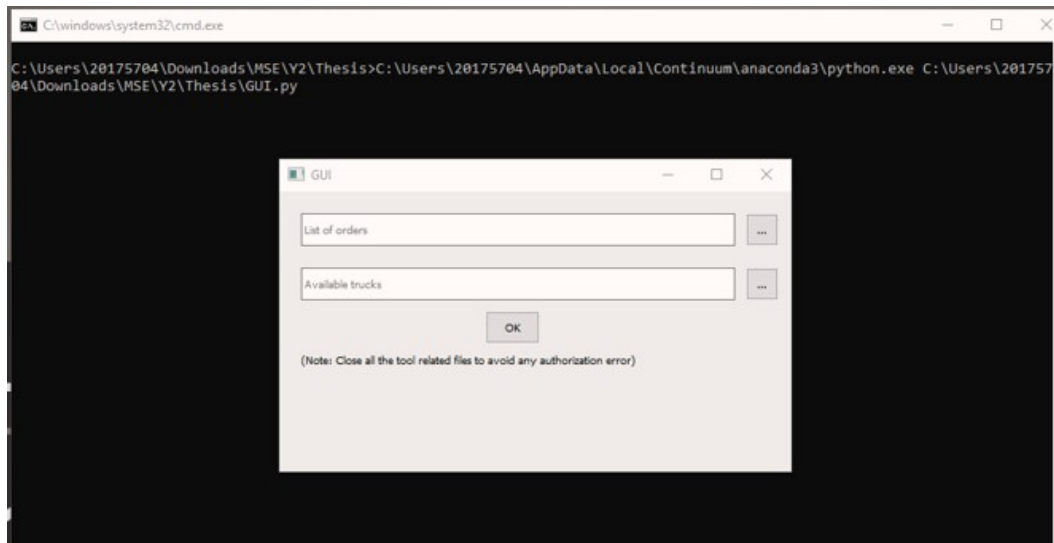 C:\windows\system32\cmd.exe
C:\Users\20175704\Downloads\MSE\Y2\Thesis>C:\Users\20175704\AppData\Local\Continuum\anaconda3\python.exe C:\Users\201757
04\Downloads\MSE\Y2\Thesis\GUI.py
GUI
List of orders
...
Available trucks
...
OK
(Note: Close all the tool related files to avoid any authorization error)